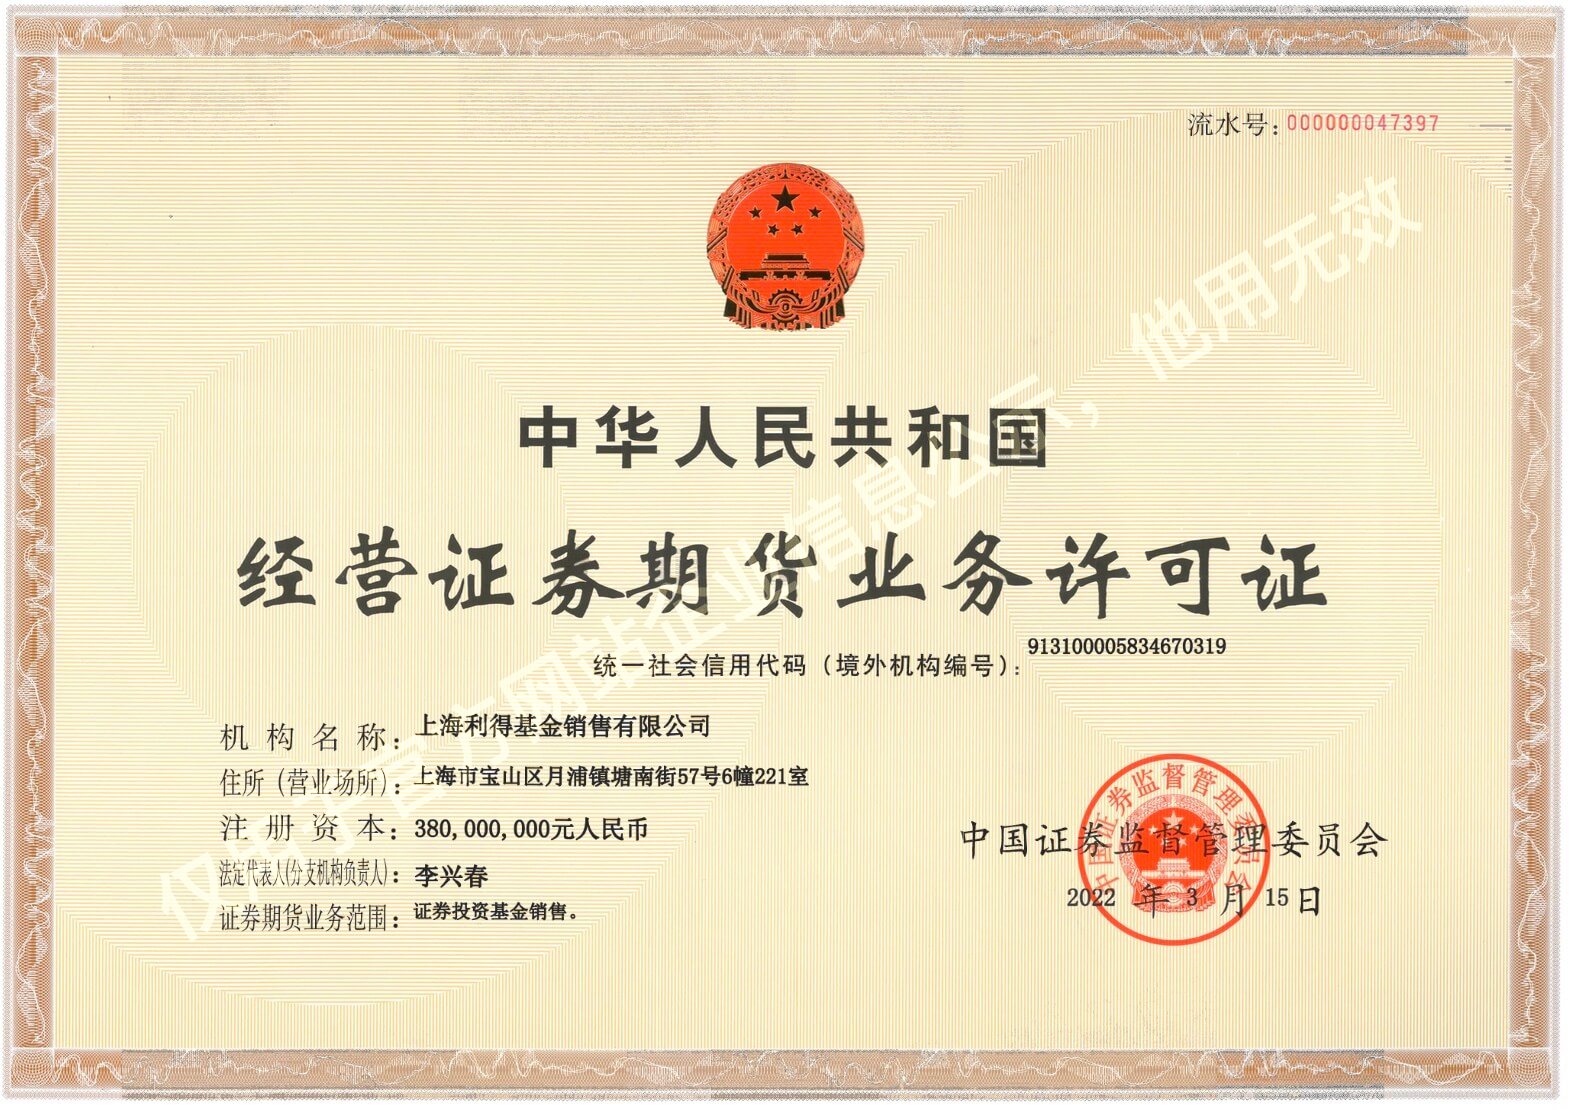 流水号：000000047397
中华人民共和国
经营证券期货业务许可证
统一社会信用代码（境外机构编号）：913100005834670319
机构名称：上海利得基金销售有限公司
住所（营业场所）：上海市宝山区月浦镇塘南街57号6幢221室
注册资本：380,000,000元人民币
法定代表人(分支机构负责人)：李兴春
证券期货业务范围：证券投资基金销售。
中国证券监督管理委员会
2022年3月15日
中国证券监督管理委员会
仅用于官方网站企业信息公示，他用无效